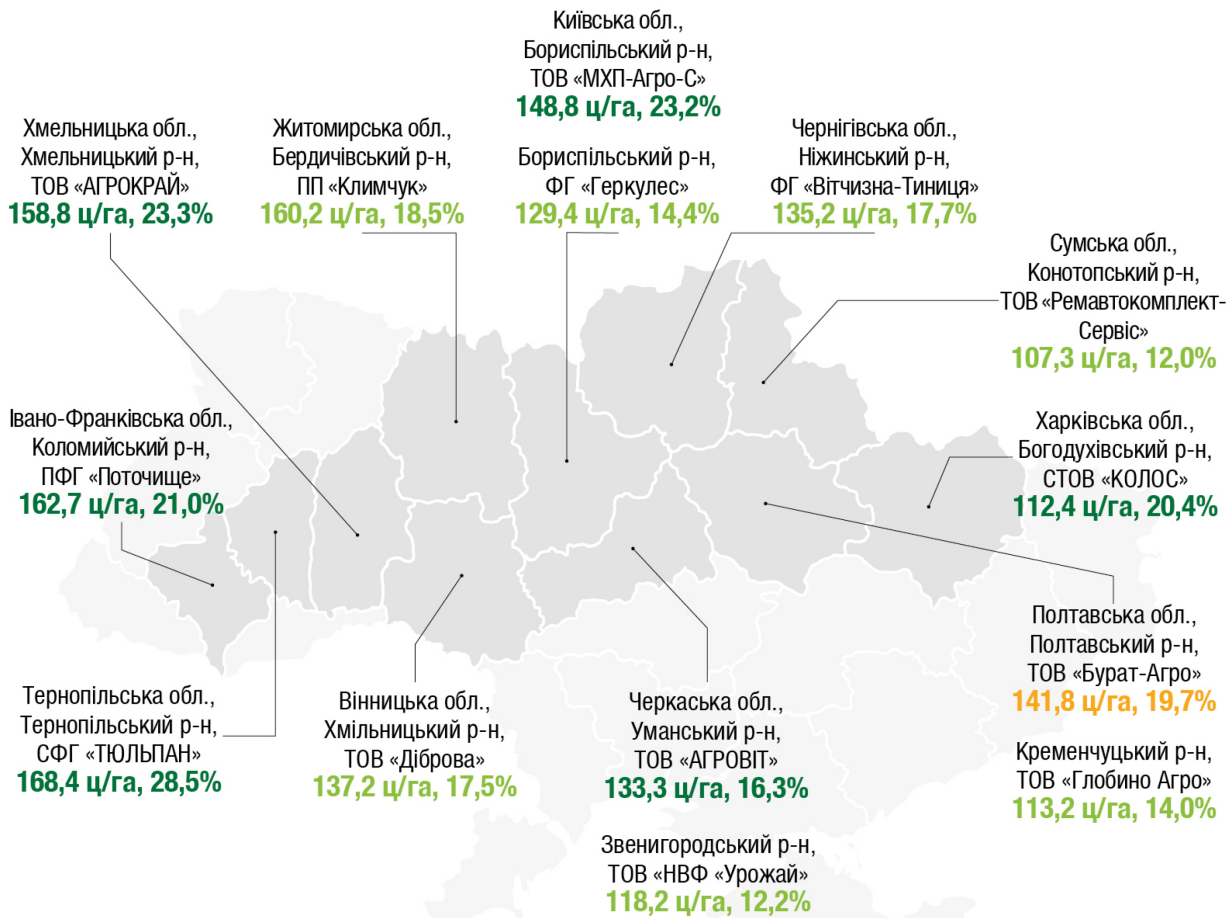 Київська обл.,
Бориспільський р-н,
ТОВ «МХП-Агро-С»
148,8 ц/га, 23,2%
Бориспільський р-н,
ФГ «Геркулес»
129,4 ц/га, 14,4%
Хмельницька обл.,
Хмельницький р-н,
ТОВ «АГРОКРАЙ»
158,8 ц/га, 23,3%
Житомирська обл.,
Бердичівський р-н,
ПП «Климчук»
160,2 ц/га, 18,5%
Чернігівська обл.,
Ніжинський р-н,
ФГ «Вітчизна-Тиниця»
135,2 ц/га, 17,7%
Сумська обл.,
Конотопський р-н,
ТОВ «Ремавтокомплект-
Сервіс»
107,3 ц/га, 12,0%
Івано-Франківська обл.,
Коломийський р-н,
ПФГ «Поточище»
162,7 ц/га, 21,0%
Харківська обл.,
Богодухівський р-н,
СТОВ «КОЛОС»
112,4 ц/га, 20,4%
Тернопільська обл.,
Тернопільський р-н,
СФГ «ТЮЛЬПАН»
168,4 ц/га, 28,5%
Вінницька обл.,
Хмільницький р-н,
ТОВ «Діброва»
137,2 ц/га, 17,5%
Черкаська обл.,
Уманський р-н,
ТОВ «АГРОВІТ»
133,3 ц/га, 16,3%
Звенигородський р-н,
ТОВ «НВФ «Урожай»
118,2 ц/га, 12,2%
Полтавська обл.,
Полтавський р-н,
ТОВ «Бурат-Агро»
141,8 ц/га, 19,7%
Кременчуцький р-н,
ТОВ «Глобино Агро»
113,2 ц/га, 14,0%